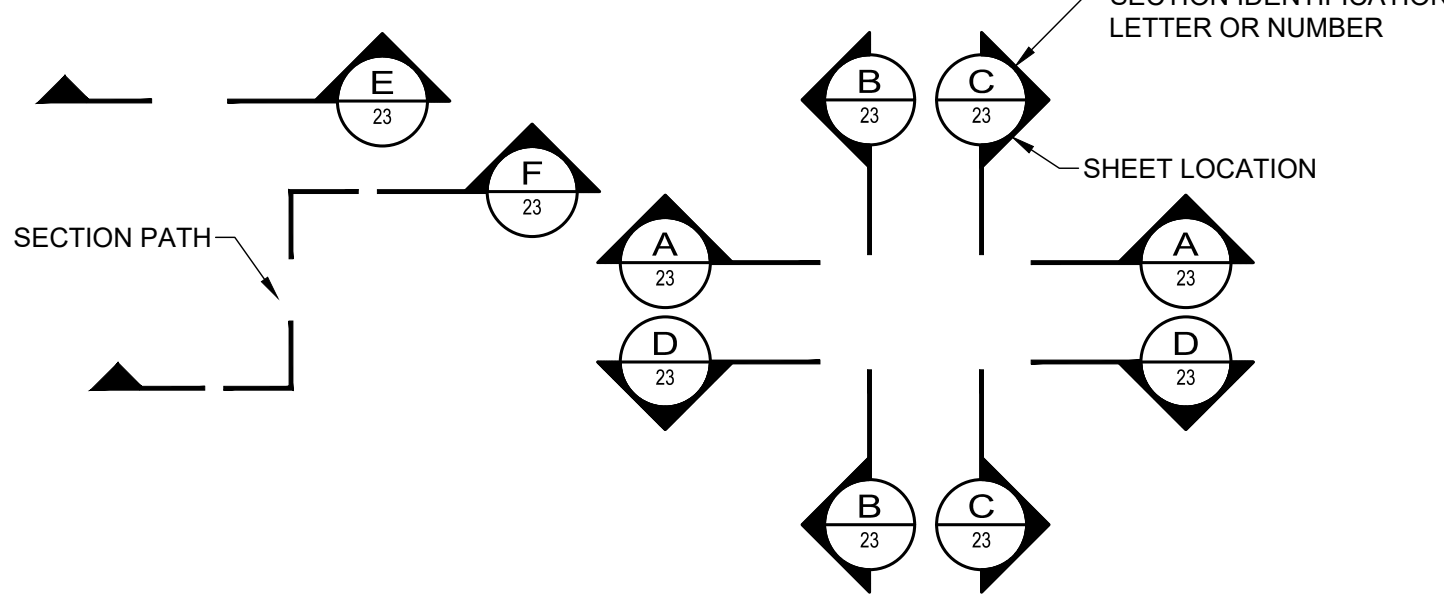 SECTION IDENTIFICATION
LETTER OR NUMBER
E
23
B
23
C
23
F
23
SHEET LOCATION
SECTION PATH
A
23
A
23
D
23
D
23
B
23
C
23